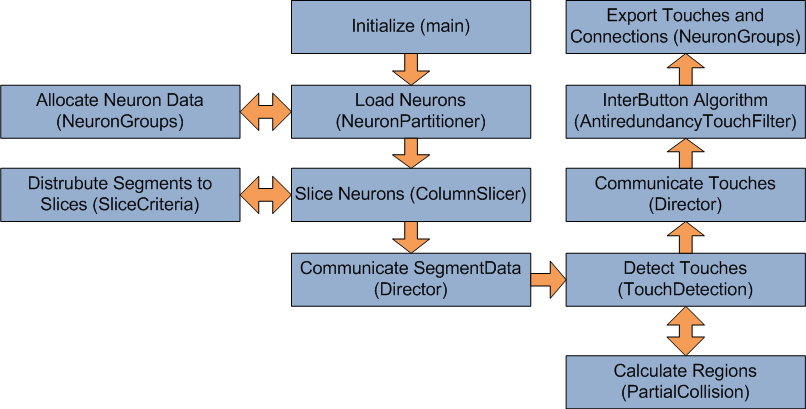 Initialize (main)
Export Touches and
Connections (NeuronGroups)
Allocate Neuron Data
(NeuronGroups)
Load Neurons
(NeuronPartitioner)
InterButton Algorithm
(AntiredundancyTouchFilter)
Distrubute Segments to
Slices (SliceCriteria)
Slice Neurons (ColumnSlicer)
Communicate Touches
(Director)
Communicate SegmentData
(Director)
Detect Touches
(TouchDetection)
Calculate Regions
(PartialCollision)